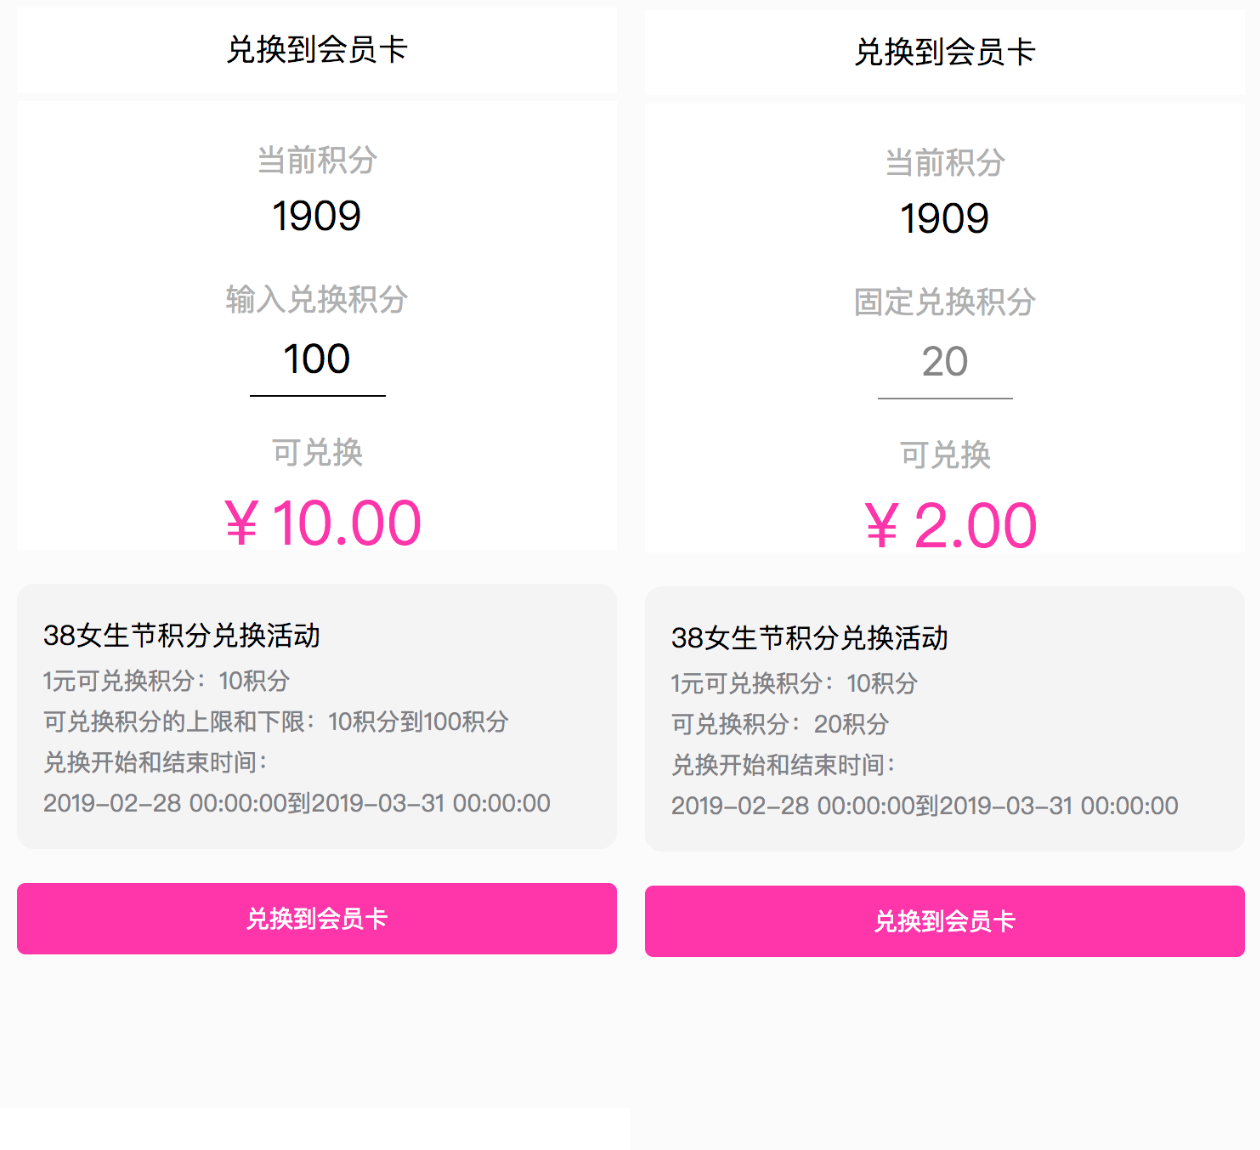 兑换到会员卡
当前积分
1909
输入兑换积分
100
可兑换
¥10.00
38女生节积分兑换活动
1元可兑换积分：10积分
可兑换积分的上限和下限：10积分到100积分
兑换开始和结束时间：
2019-02-28 00:00:00到2019-03-31 00:00:00
兑换到会员卡
兑换到会员卡
当前积分
1909
固定兑换积分
20
可兑换
¥2.00
38女生节积分兑换活动
1元可兑换积分：10积分
可兑换积分：20积分
兑换开始和结束时间：
2019-02-28 00:00:00到2019-03-31 00:00:00
兑换到会员卡